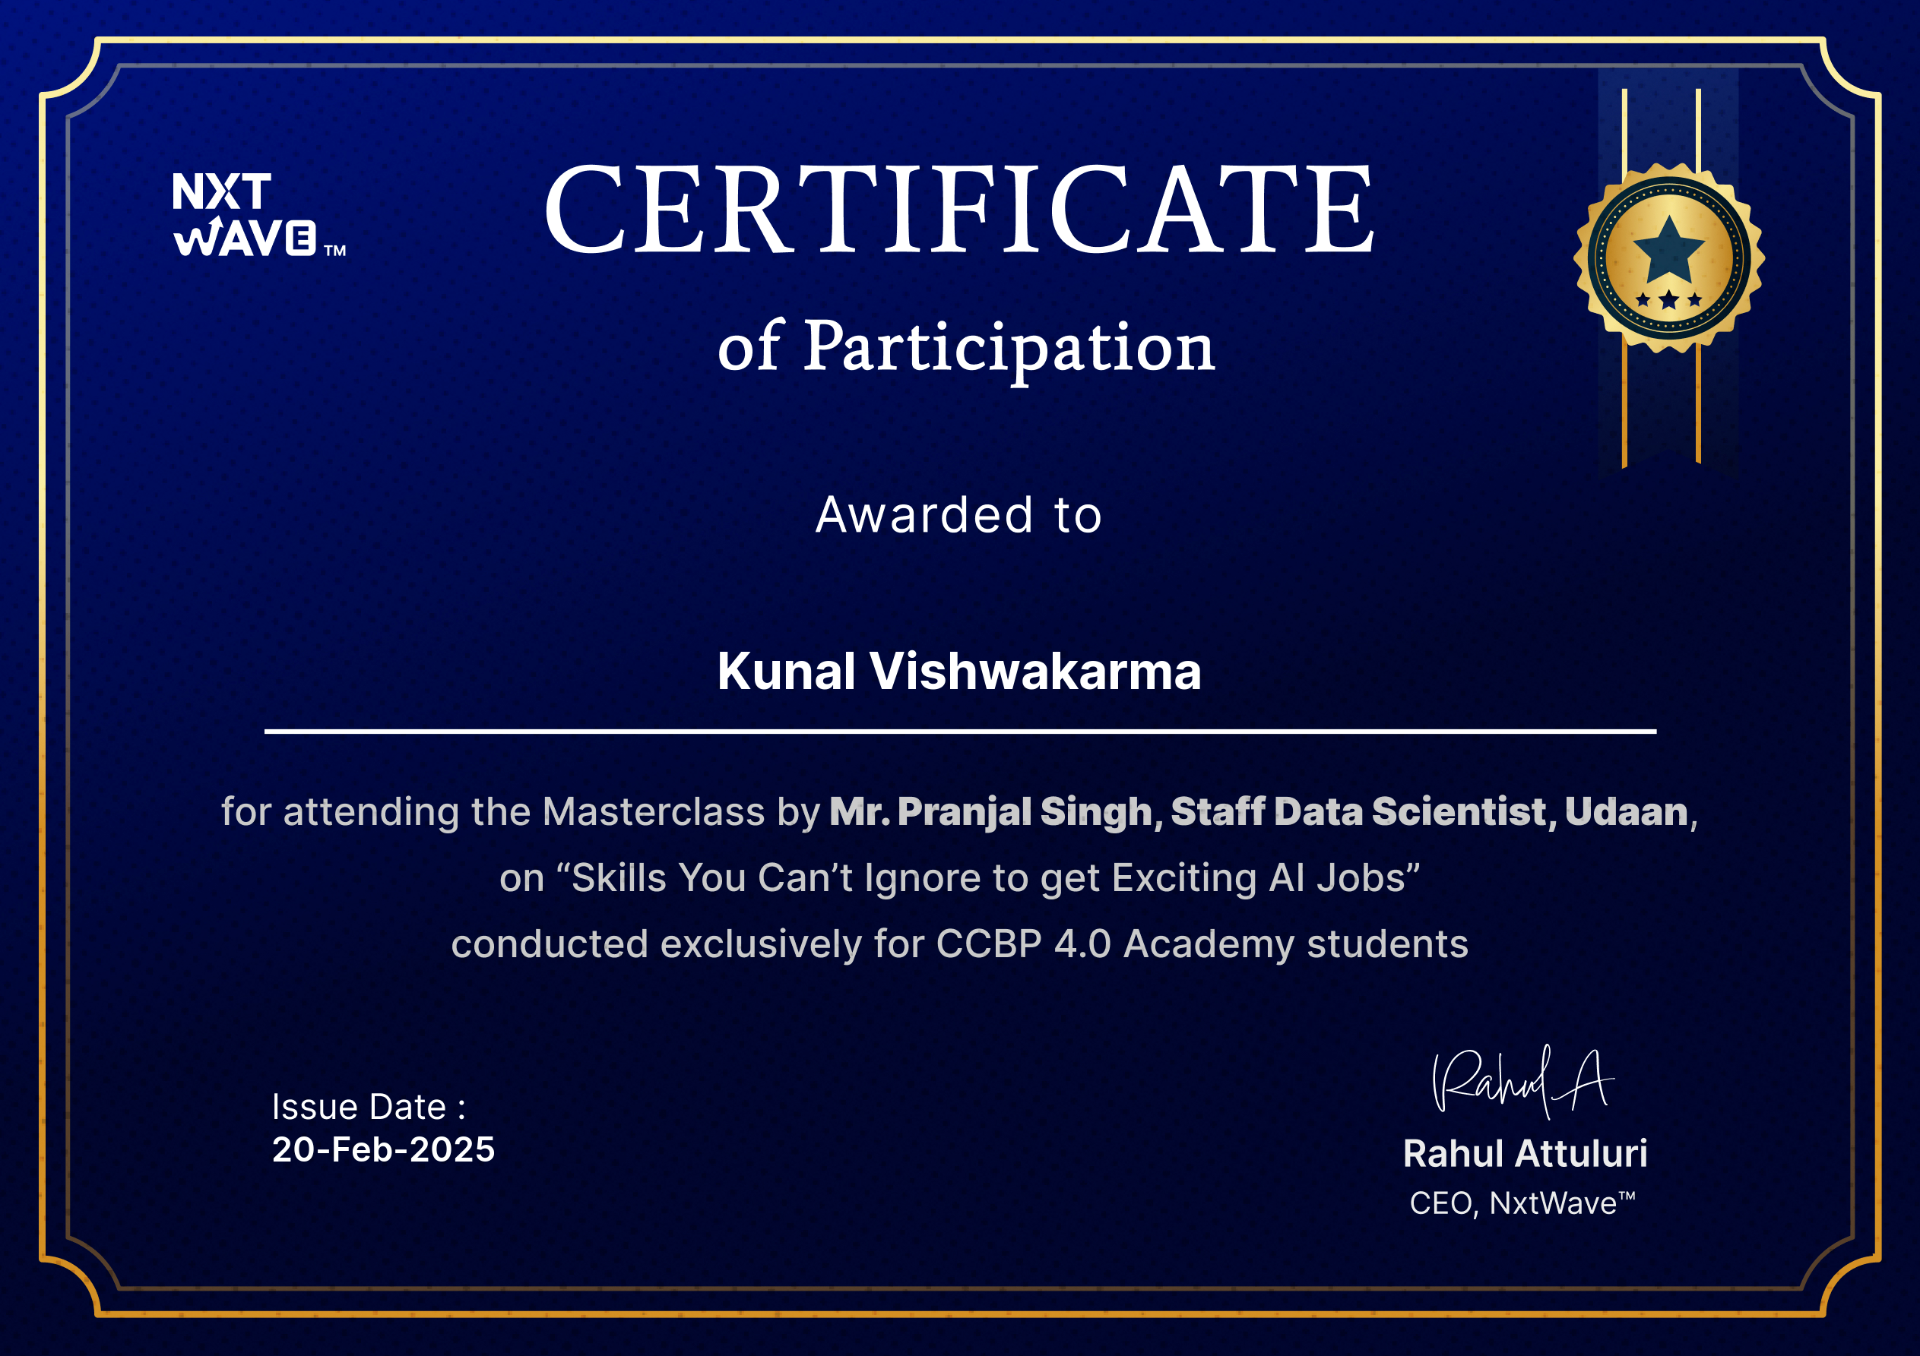 NXT
WAVE™
CERTIFICATE
of Participation
Awarded to
Kunal Vishwakarma
for attending the Masterclass by Mr. Pranjal Singh, Staff Data Scientist, Udaan,
on “Skills You Can’t Ignore to get Exciting AI Jobs”
conducted exclusively for CCBP 4.0 Academy students
Issue Date :
20-Feb-2025
Rahul A
Rahul Attuluri
CEO, NxtWave™